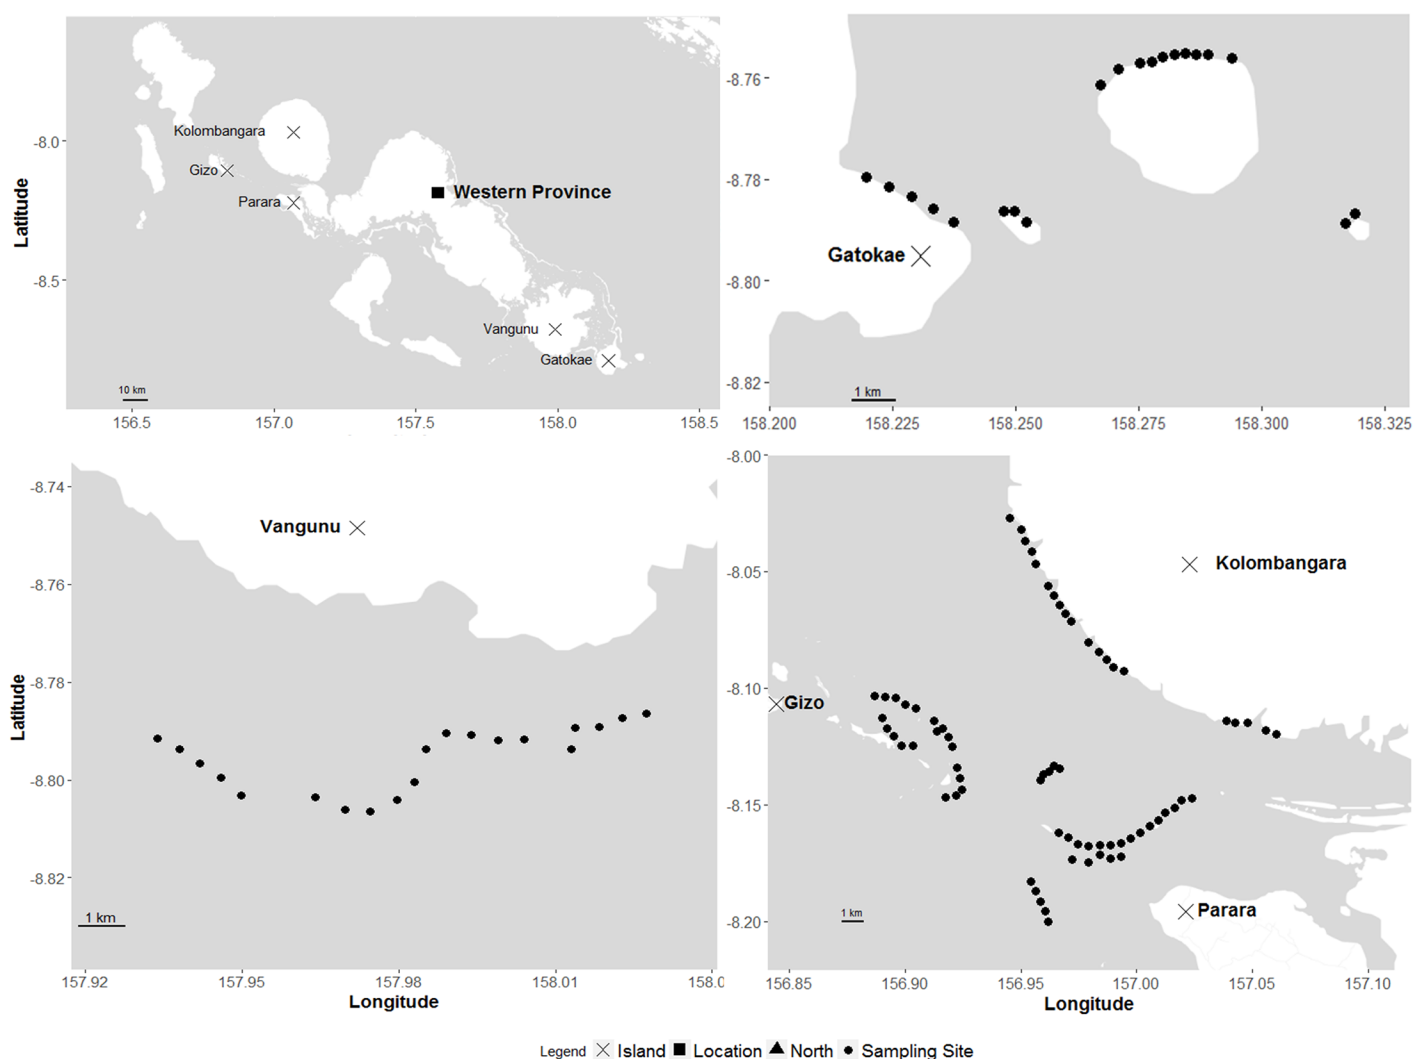 Latitude
-8.0
-8.5
Kolombangara
Gizo
Parara
Western Province
Vangunu
Gatokae
10 km
156.5 157.0 157.5 158.0 158.5
-8.76
-8.78
-8.80
-8.82
Gatokae
1 km
158.200 158.225 158.250 158.275 158.300 158.325
Latitude
-8.74
-8.76
-8.78
-8.80
-8.82
Vangunu
1 km
157.92 157.95 157.98 158.01 158.0
Longitude
-8.00
-8.05
-8.10
-8.15
-8.20
Kolombangara
Gizo
Parara
1 km
156.85 156.90 156.95 157.00 157.05 157.10
Longitude
Legend Island Location North Sampling Site